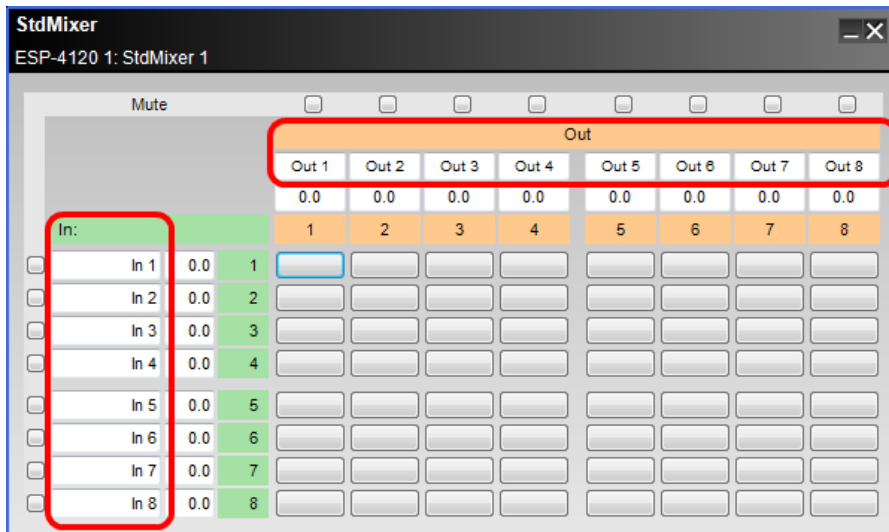 StdMixer
ESP-4120 1: StdMixer 1
Mute
Out
Out 1 Out 2 Out 3 Out 4 Out 5 Out 6 Out 7 Out 8
0.0 0.0 0.0 0.0 0.0 0.0 0.0 0.0
In: 1 2 3 4 5 6 7 8
In 1 0.0 1
In 2 0.0 2
In 3 0.0 3
In 4 0.0 4
In 5 0.0 5
In 6 0.0 6
In 7 0.0 7
In 8 0.0 8